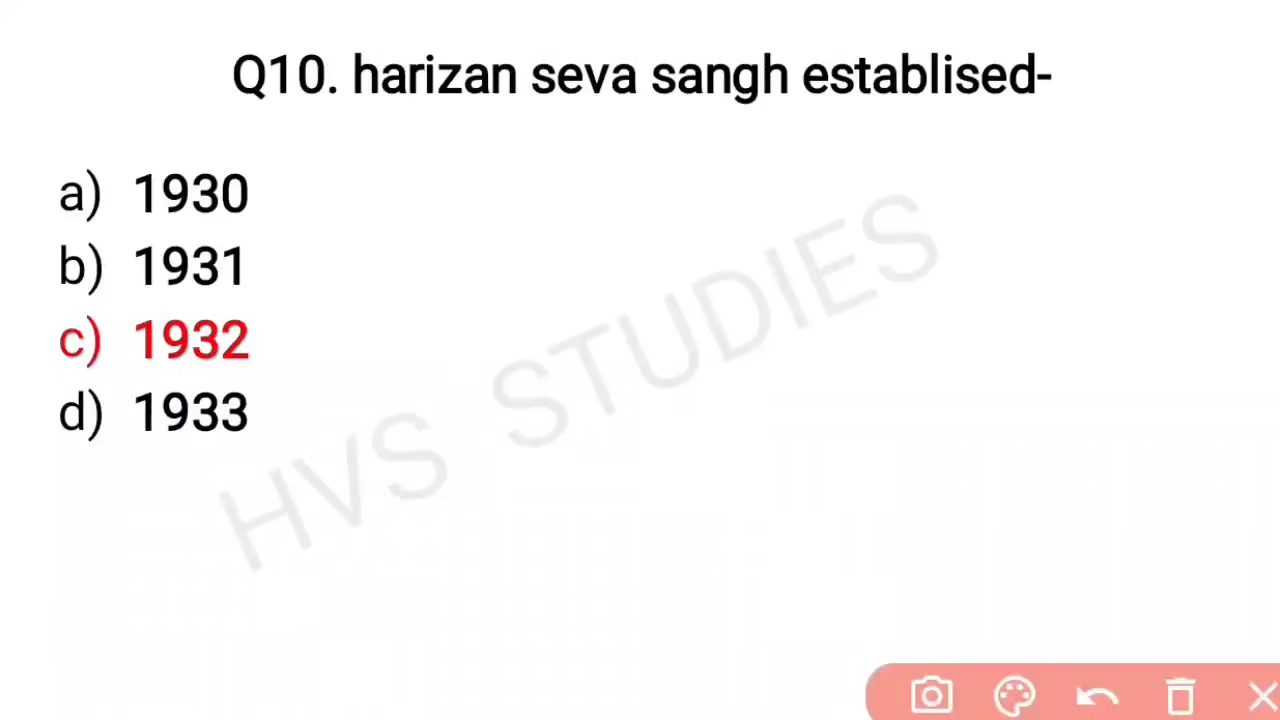 Q10. harizan seva sangh establised-
a) 1930
b) 1931
c) 1932
d) 1933
HVS STUDIES